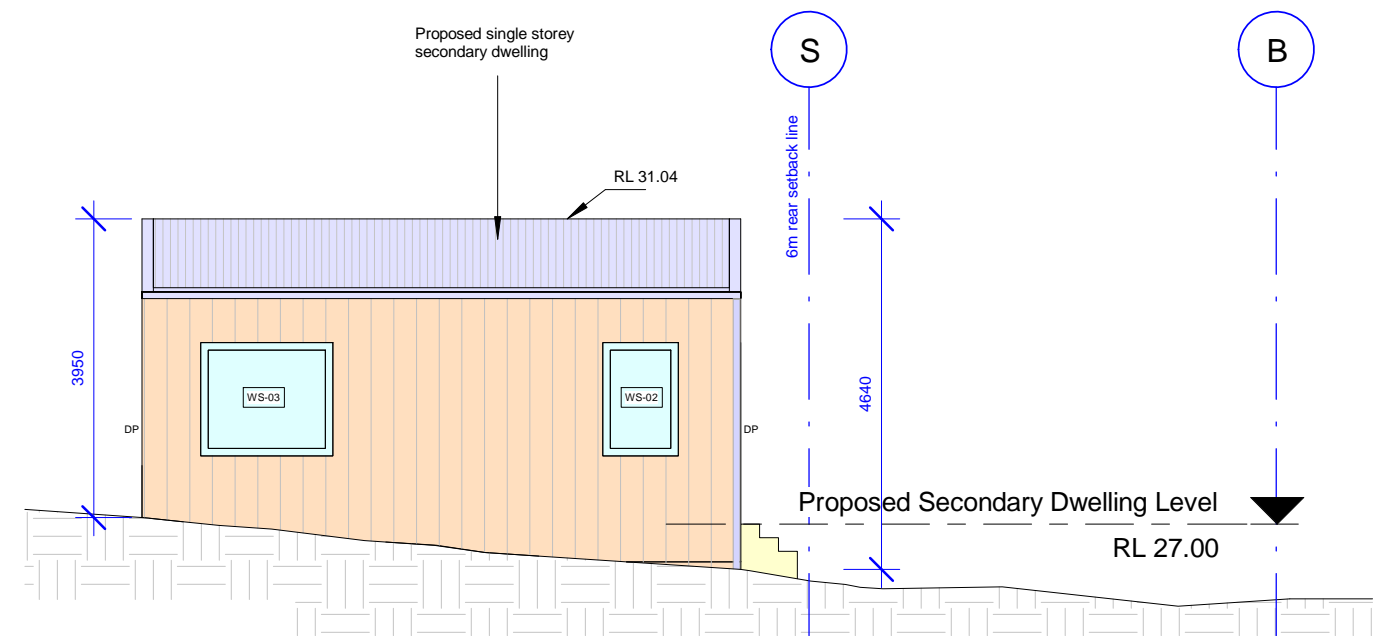 Proposed single storey
secondary dwelling
S
B
6m rear setback line
RL 31.04
3950
4640
WS-03
WS-02
DP
DP
Proposed Secondary Dwelling Level
RL 27.00